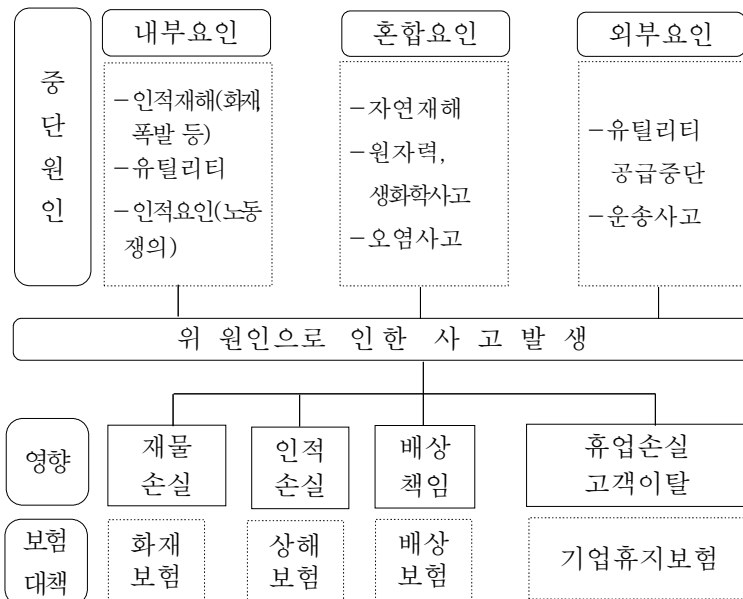 중
단
원
인
내부요인
－인적재해(화재,
폭발 등)
－유틸리티
－인적요인(노동
쟁의)
혼합요인
－자연재해
－원자력,
생화학사고
－오염사고
외부요인
－유틸리티
공급중단
－운송사고
위 원인으로 인한 사고발생
영향
재물
손실
인적
손실
배상
책임
휴업손실
고객이탈
보험
대책
화재
보험
상해
보험
배상
보험
기업휴지보험